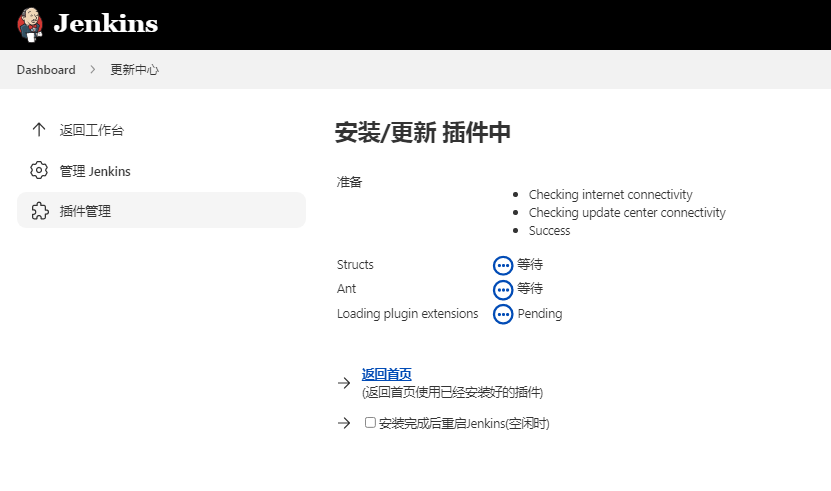 Jenkins
Dashboard > 更新中心
返回工作台
管理 Jenkins
插件管理
安装/更新 插件中
准备
Checking internet connectivity
Checking update center connectivity
Success
Structs 等待
Ant 等待
Loading plugin extensions Pending
返回首页
(返回首页使用已经安装好的插件)
安装完成后重启Jenkins(空闲时)